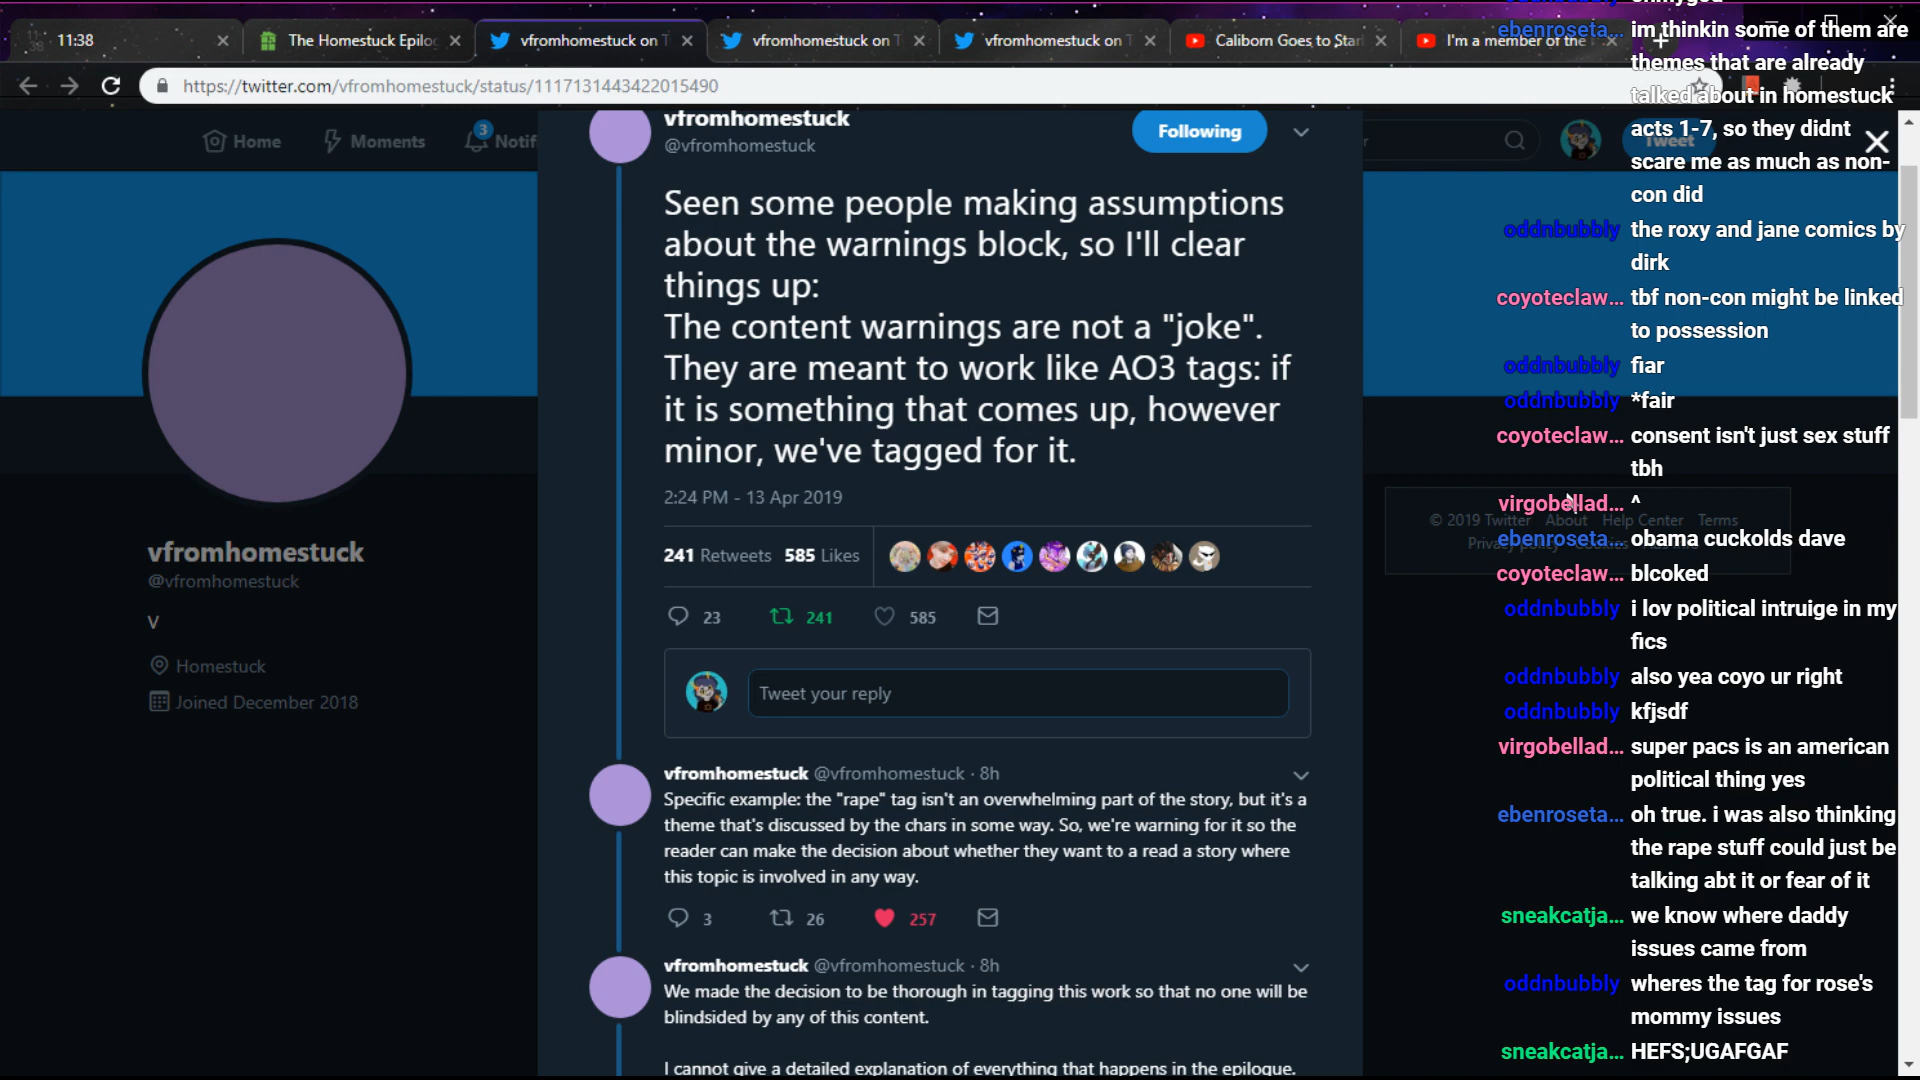 11:38
The Homestuck Epilo
vfromhomestuck on T
vfromhomestuck on T
vfromhomestuck on T
Caliborn Goes to Star
I'm a member of the
https://twitter.com/vfromhomestuck/status/1117131443422015490
Home
Moments
3
Notif
Tweet
vfromhomestuck
@vfromhomestuck
Following
Seen some people making assumptions
about the warnings block, so I'll clear
things up:
The content warnings are not a "joke".
They are meant to work like AO3 tags: if
it is something that comes up, however
minor, we've tagged for it.
2:24 PM - 13 Apr 2019
241 Retweets 585 Likes
23
241
585
Tweet your reply
vfromhomestuck @vfromhomestuck · 8h
Specific example: the "rape" tag isn't an overwhelming part of the story, but it's a
theme that's discussed by the chars in some way. So, we're warning for it so the
reader can make the decision about whether they want to a read a story where
this topic is involved in any way.
3
26
257
vfromhomestuck @vfromhomestuck · 8h
We made the decision to be thorough in tagging this work so that no one will be
blindsided by any of this content.
I cannot give a detailed explanation of everything that happens in the epilogue.
vfromhomestuck
@vfromhomestuck
v
Homestuck
Joined December 2018
© 2019 Twitter About Help Center Terms
Privacy policy Cookies
ebenroseta... im thinkin some of them are
themes that are already
talked about in homestuck
acts 1-7, so they didnt
scare me as much as non-
con did
oddnbubbly the roxy and jane comics by
dirk
coyoteclaw... tbf non-con might be linked
to possession
oddnbubbly fiar
oddnbubbly *fair
coyoteclaw... consent isn't just sex stuff
tbh
virgobellad... ^
ebenroseta... obama cuckolds dave
coyoteclaw... blcoked
oddnbubbly i lov political intruige in my
fics
oddnbubbly also yea coyo ur right
oddnbubbly kfjsdf
virgobellad... super pacs is an american
political thing yes
ebenroseta... oh true. i was also thinking
the rape stuff could just be
talking abt it or fear of it
sneakcatja... we know where daddy
issues came from
oddnbubbly wheres the tag for rose's
mommy issues
sneakcatja... HEFS;UGAFGAF